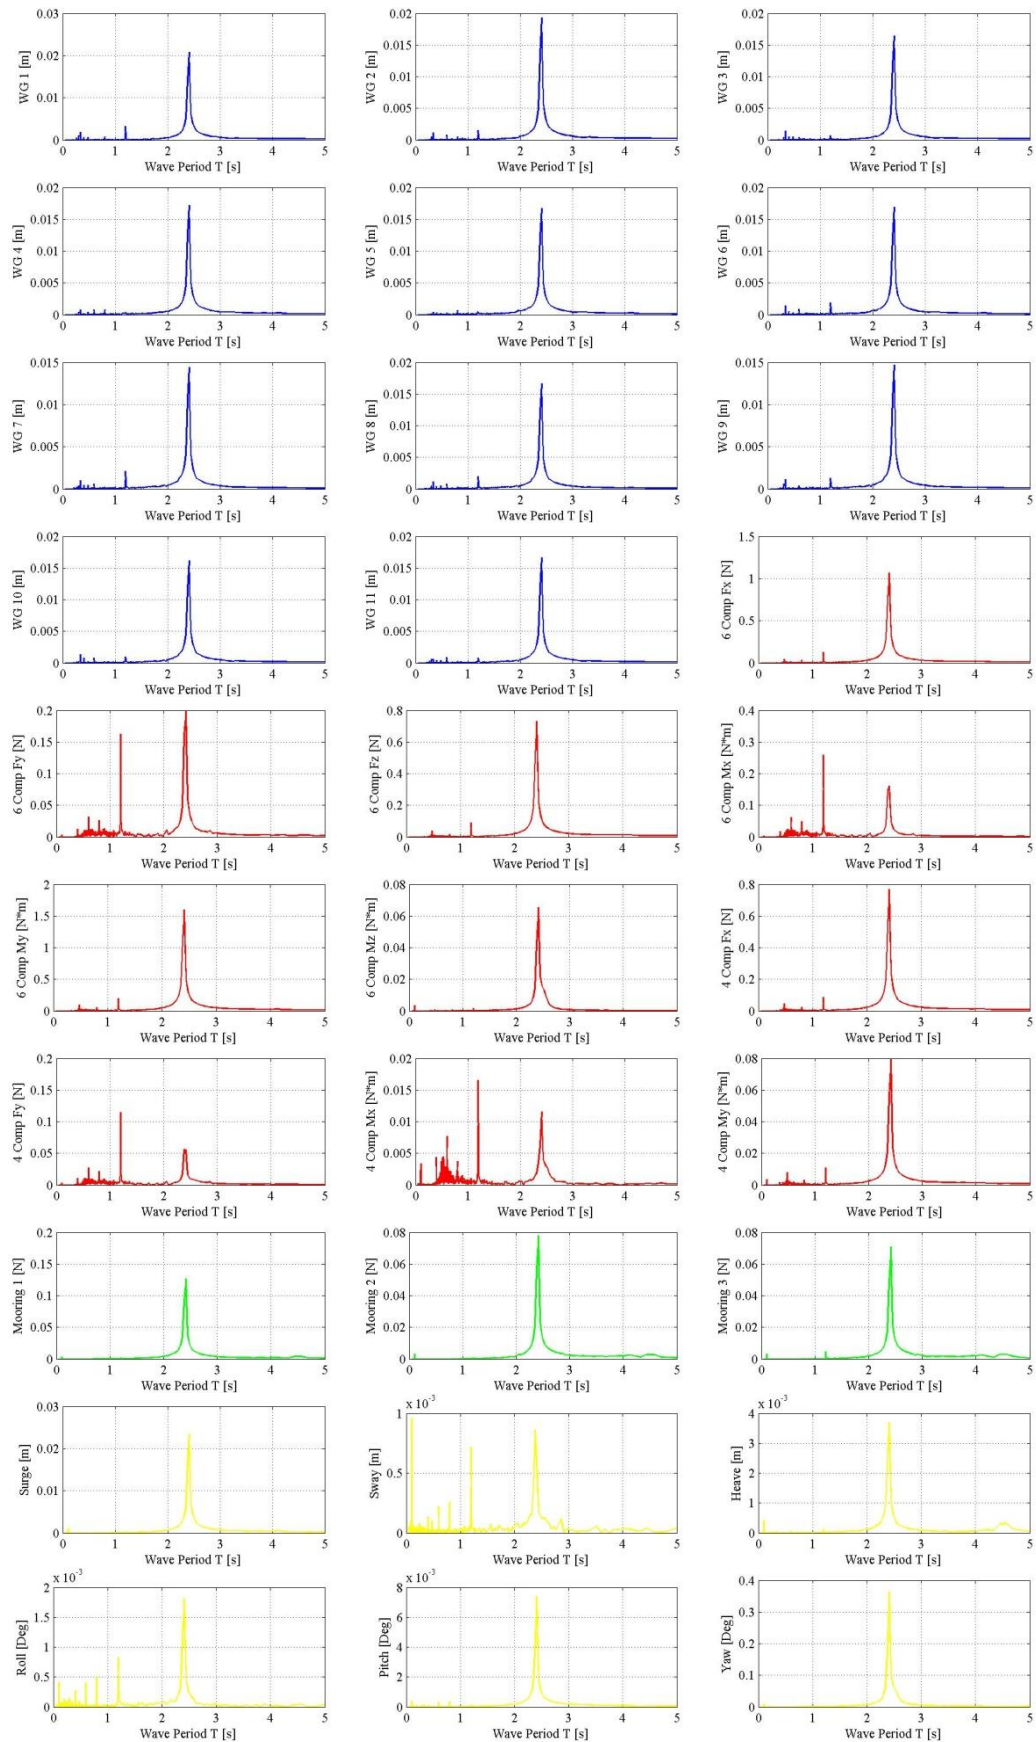 WG 1 [m]
0.03
0.02
0.01
0
0 1 2 3 4 5
Wave Period T [s]
WG 2 [m]
0.02
0.015
0.01
0.005
0
0 1 2 3 4 5
Wave Period T [s]
WG 3 [m]
0.02
0.015
0.01
0.005
0
0 1 2 3 4 5
Wave Period T [s]
WG 4 [m]
0.02
0.015
0.01
0.005
0
0 1 2 3 4 5
Wave Period T [s]
WG 5 [m]
0.02
0.015
0.01
0.005
0
0 1 2 3 4 5
Wave Period T [s]
WG 6 [m]
0.02
0.015
0.01
0.005
0
0 1 2 3 4 5
Wave Period T [s]
WG 7 [m]
0.015
0.01
0.005
0
0 1 2 3 4 5
Wave Period T [s]
WG 8 [m]
0.02
0.015
0.01
0.005
0
0 1 2 3 4 5
Wave Period T [s]
WG 9 [m]
0.015
0.01
0.005
0
0 1 2 3 4 5
Wave Period T [s]
WG 10 [m]
0.02
0.015
0.01
0.005
0
0 1 2 3 4 5
Wave Period T [s]
WG 11 [m]
0.02
0.015
0.01
0.005
0
0 1 2 3 4 5
Wave Period T [s]
6 Comp Fx [N]
1.5
1
0.5
0
0 1 2 3 4 5
Wave Period T [s]
6 Comp Fy [N]
0.2
0.15
0.1
0.05
0
0 1 2 3 4 5
Wave Period T [s]
6 Comp Fz [N]
0.8
0.6
0.4
0.2
0
0 1 2 3 4 5
Wave Period T [s]
6 Comp Mx [N*m]
0.4
0.3
0.2
0.1
0
0 1 2 3 4 5
Wave Period T [s]
6 Comp My [N*m]
2
1.5
1
0.5
0
0 1 2 3 4 5
Wave Period T [s]
6 Comp Mz [N*m]
0.08
0.06
0.04
0.02
0
0 1 2 3 4 5
Wave Period T [s]
4 Comp Fx [N]
0.8
0.6
0.4
0.2
0
0 1 2 3 4 5
Wave Period T [s]
4 Comp Fy [N]
0.2
0.15
0.1
0.05
0
0 1 2 3 4 5
Wave Period T [s]
4 Comp Mx [N*m]
0.02
0.015
0.01
0.005
0
0 1 2 3 4 5
Wave Period T [s]
4 Comp My [N*m]
0.08
0.06
0.04
0.02
0
0 1 2 3 4 5
Wave Period T [s]
Mooring 1 [N]
0.2
0.15
0.1
0.05
0
0 1 2 3 4 5
Wave Period T [s]
Mooring 2 [N]
0.08
0.06
0.04
0.02
0
0 1 2 3 4 5
Wave Period T [s]
Mooring 3 [N]
0.08
0.06
0.04
0.02
0
0 1 2 3 4 5
Wave Period T [s]
Surge [m]
0.03
0.02
0.01
0
0 1 2 3 4 5
Wave Period T [s]
x 10⁻³
Sway [m]
1
0.5
0
0 1 2 3 4 5
Wave Period T [s]
x 10⁻³
Heave [m]
4
3
2
1
0
0 1 2 3 4 5
Wave Period T [s]
x 10⁻³
Roll [Deg]
2
1.5
1
0.5
0
0 1 2 3 4 5
Wave Period T [s]
x 10⁻³
Pitch [Deg]
8
6
4
2
0
0 1 2 3 4 5
Wave Period T [s]
Yaw [Deg]
0.4
0.3
0.2
0.1
0
0 1 2 3 4 5
Wave Period T [s]